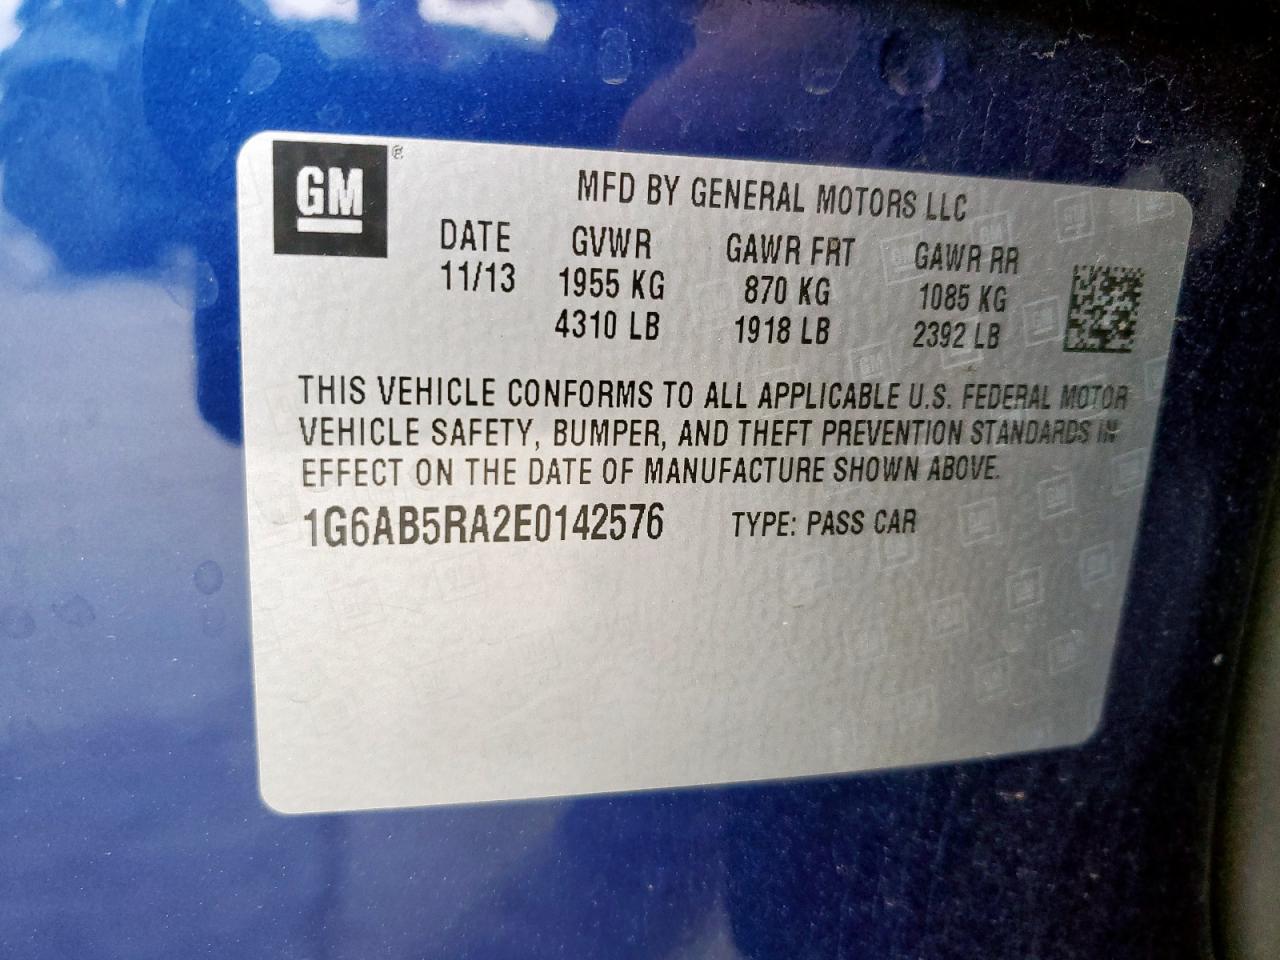 GM ®
MFD BY GENERAL MOTORS LLC
DATE GVWR GAWR FRT GAWR RR
11/13 1955 KG 870 KG 1085 KG
4310 LB 1918 LB 2392 LB
THIS VEHICLE CONFORMS TO ALL APPLICABLE U.S. FEDERAL MOTOR
VEHICLE SAFETY, BUMPER, AND THEFT PREVENTION STANDARDS IN
EFFECT ON THE DATE OF MANUFACTURE SHOWN ABOVE.
1G6AB5RA2E0142576 TYPE: PASS CAR